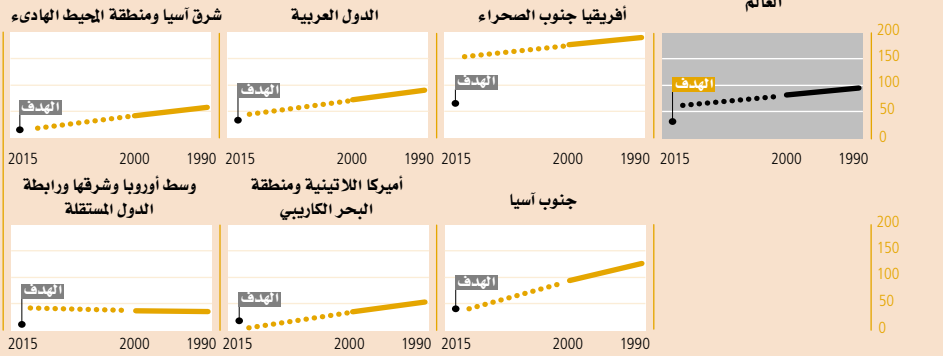 العالم
أفريقيا جنوب الصحراء
الدول العربية
شرق آسيا ومنطقة المحيط الهادىء
200
150
100
50
0
الهدف
الهدف
الهدف
الهدف
1990 2000 2015
1990 2000 2015
1990 2000 2015
1990 2000 2015
جنوب آسيا
أميركا اللاتينية ومنطقة
البحر الكاريبي
وسط أوروبا وشرقها ورابطة
الدول المستقلة
200
150
100
50
0
الهدف
الهدف
الهدف
1990 2000 2015
1990 2000 2015
1990 2000 2015